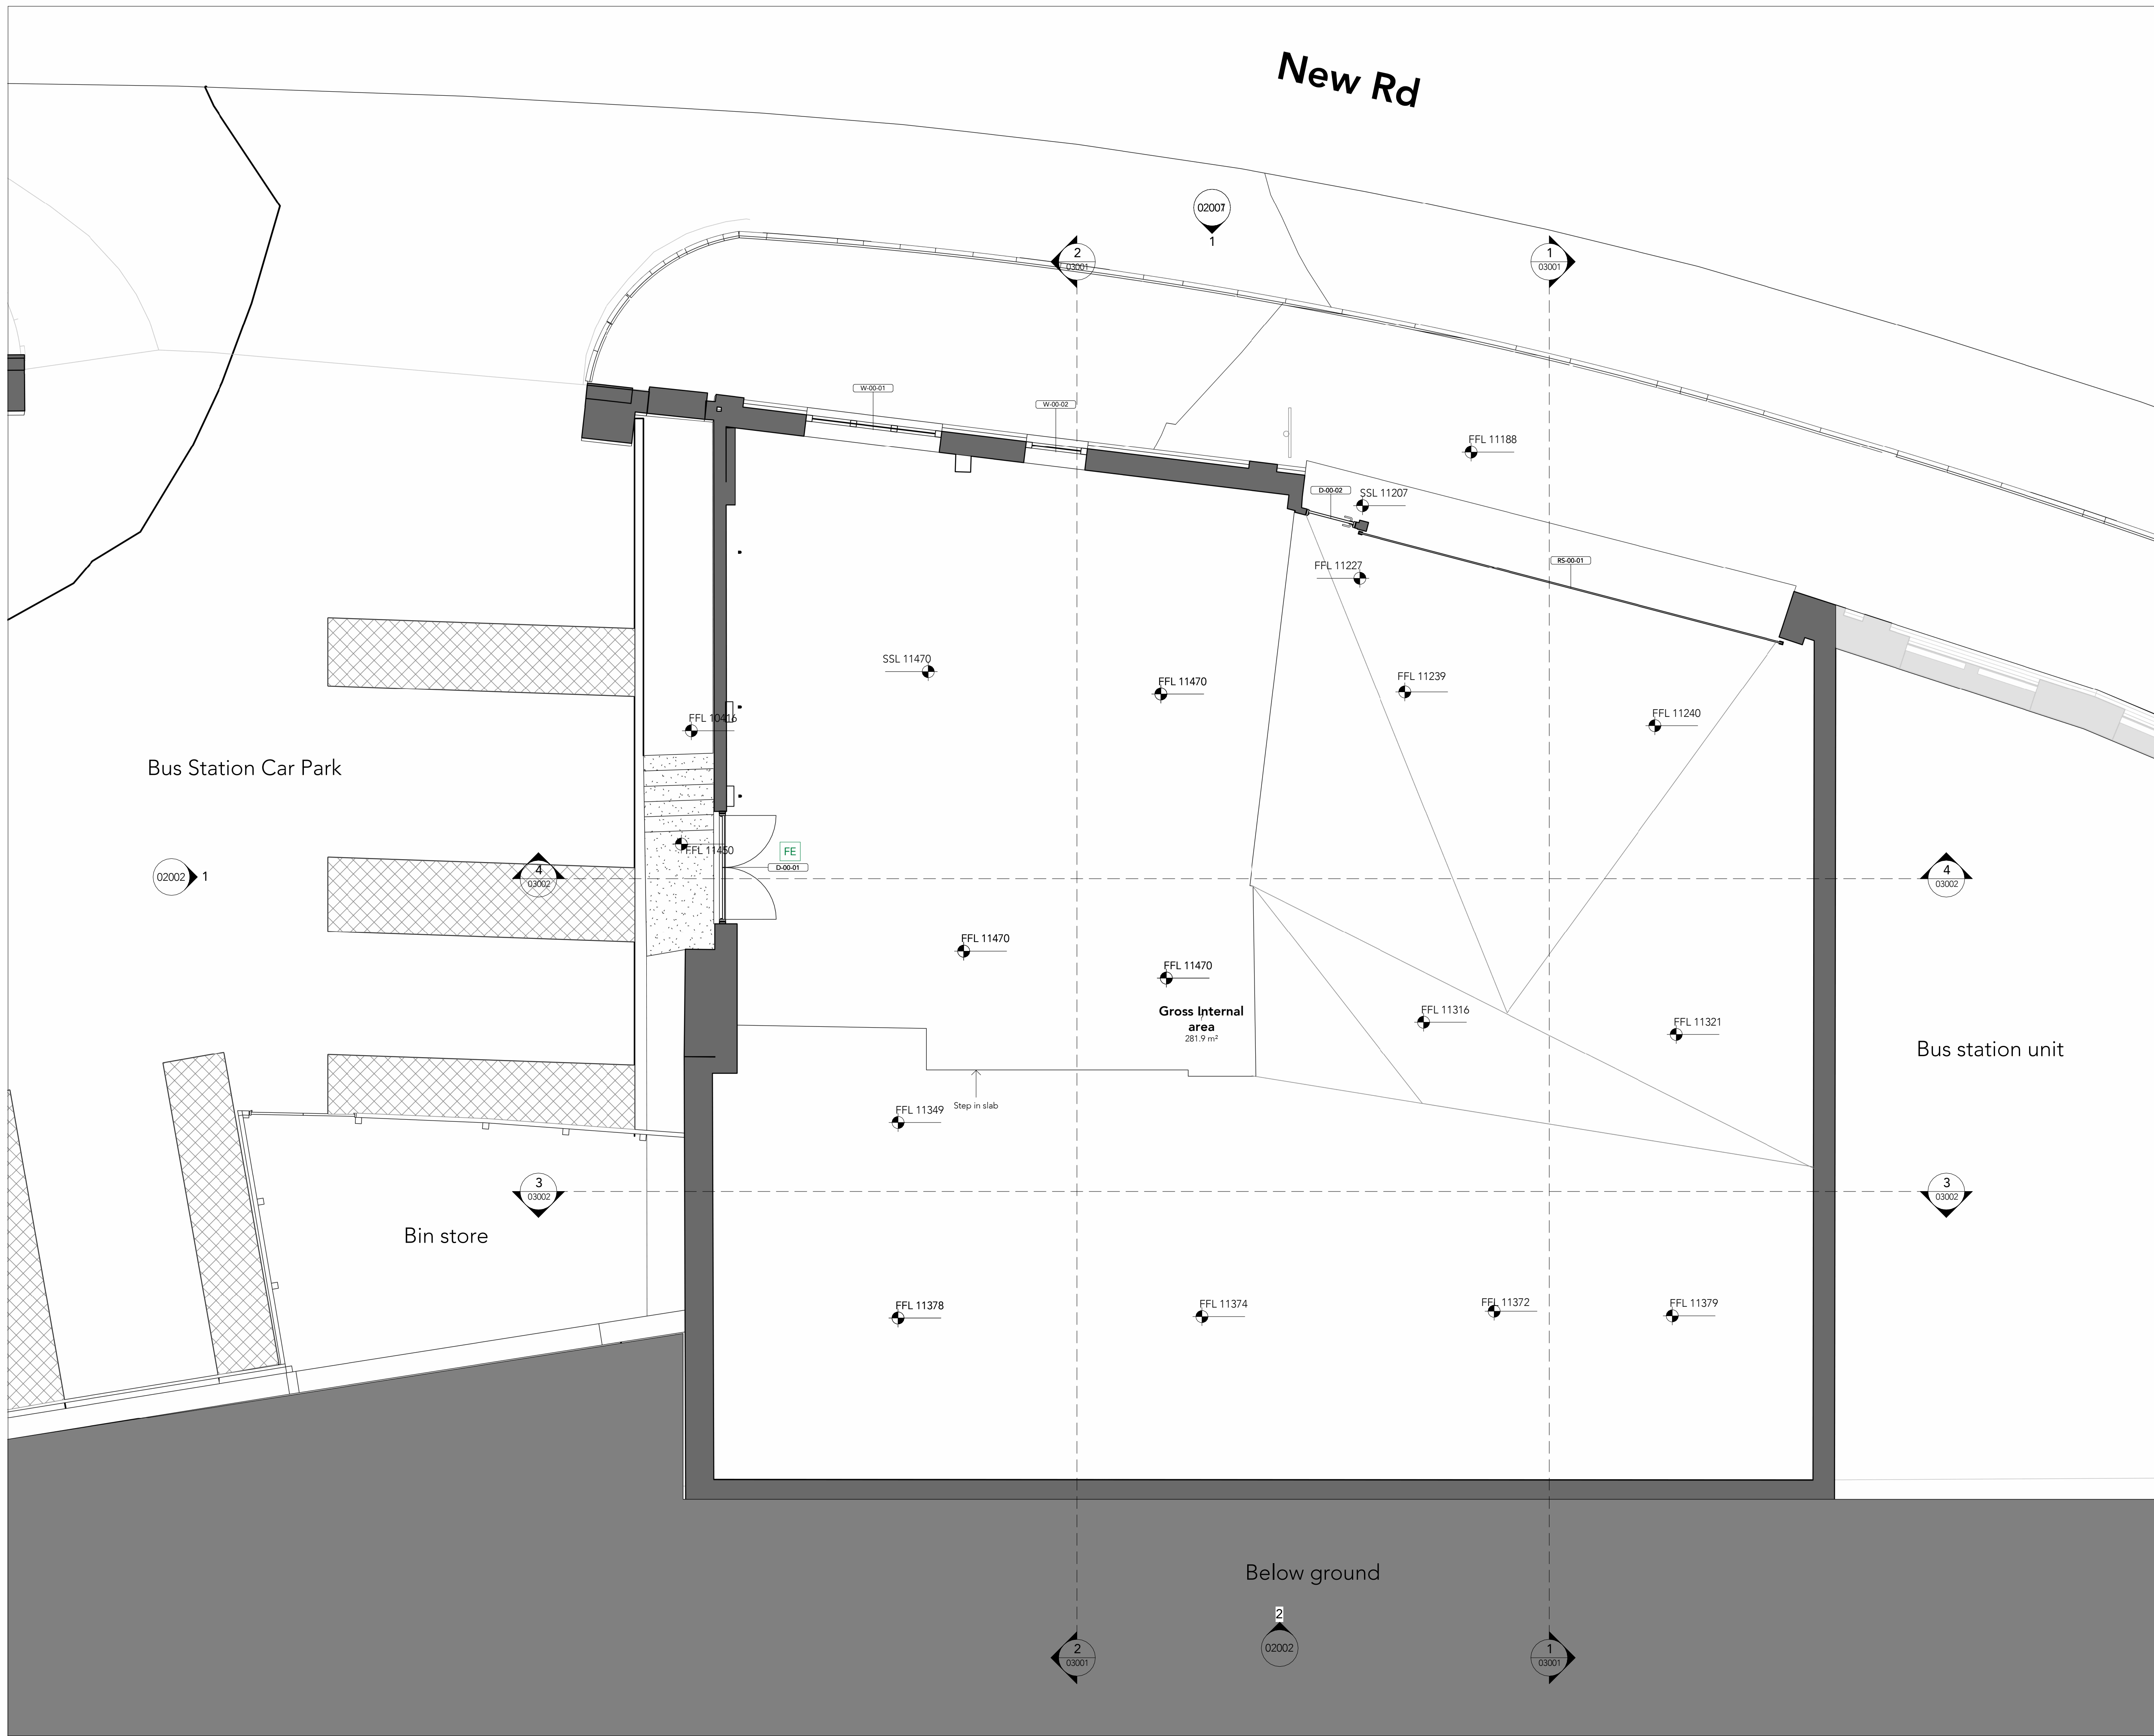 New Rd
02007
1
2
03001
1
03001
W-00-01
W-00-02
FFL 11188
D-00-02
SSL 11207
FFL 11227
RS-00-01
SSL 11470
FFL 11470
FFL 11239
FFL 11240
FFL 10416
Bus Station Car Park
FFL 11450
FE
D-00-01
02002
1
4
03002
4
03002
FFL 11470
FFL 11470
Gross Internal
area
281.9 m²
FFL 11316
FFL 11321
Bus station unit
Step in slab
FFL 11349
3
03002
3
03002
Bin store
FFL 11378
FFL 11374
FFL 11372
FFL 11379
Below ground
2
02002
2
03001
1
03001